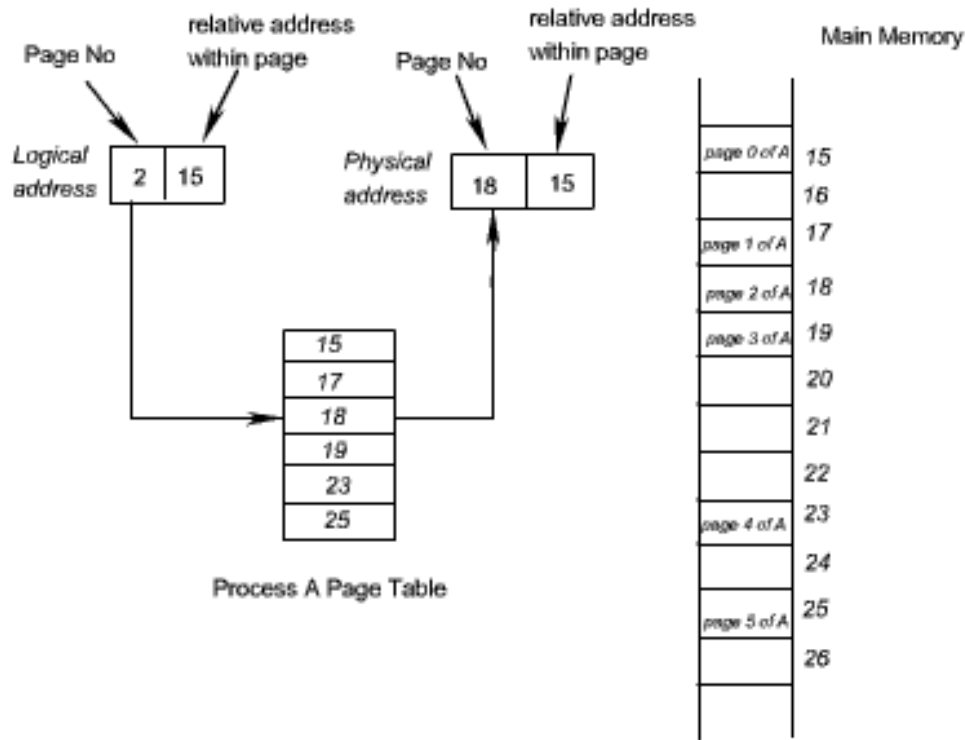 Page No
relative address
within page
Page No
relative address
within page
Main Memory
Logical
address
2 15
Physical
address
18 15
15
17
18
19
23
25
Process A Page Table
page 0 of A 15
16
page 1 of A 17
page 2 of A 18
page 3 of A 19
20
21
22
page 4 of A 23
24
page 5 of A 25
26